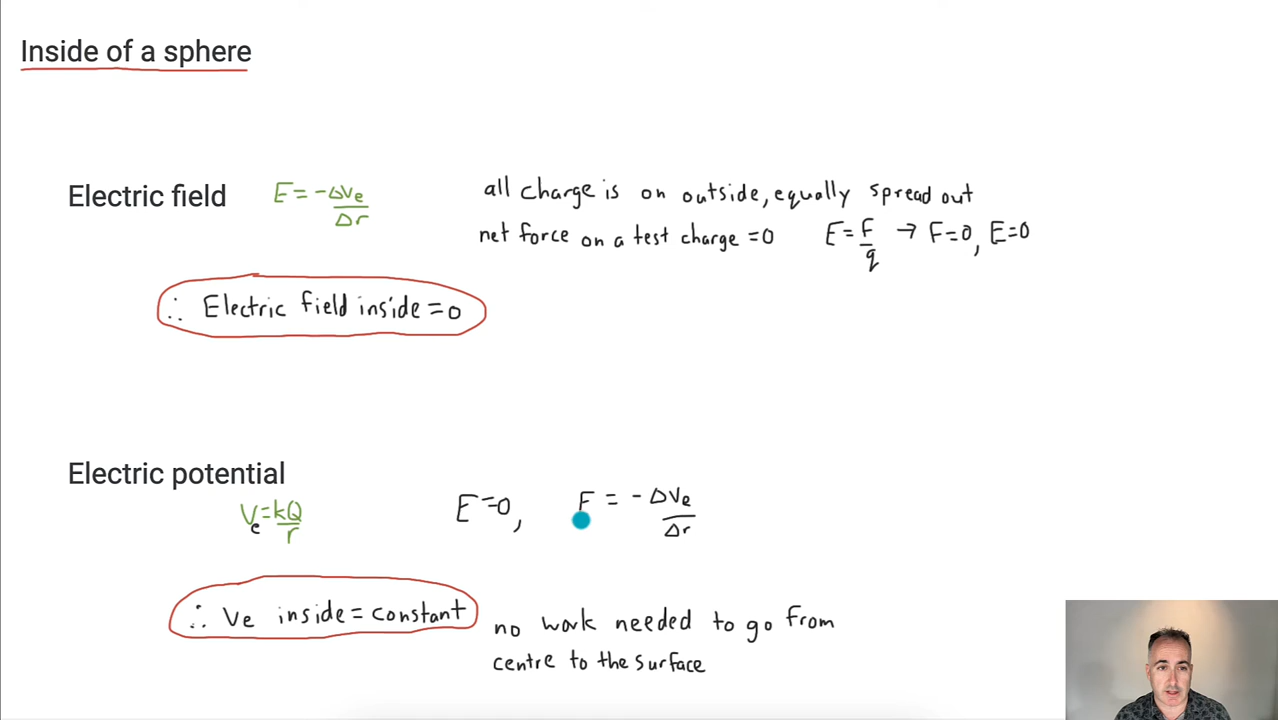 Inside of a sphere
Electric field
E = -ΔVe/Δr
all charge is on outside, equally spread out
net force on a test charge = 0
E = F/q → F=0, E=0
∴ Electric field inside = 0
Electric potential
Ve = kQ/r
E=0,
E = -ΔVe/Δr
∴ Ve inside = constant
no work needed to go from
centre to the surface